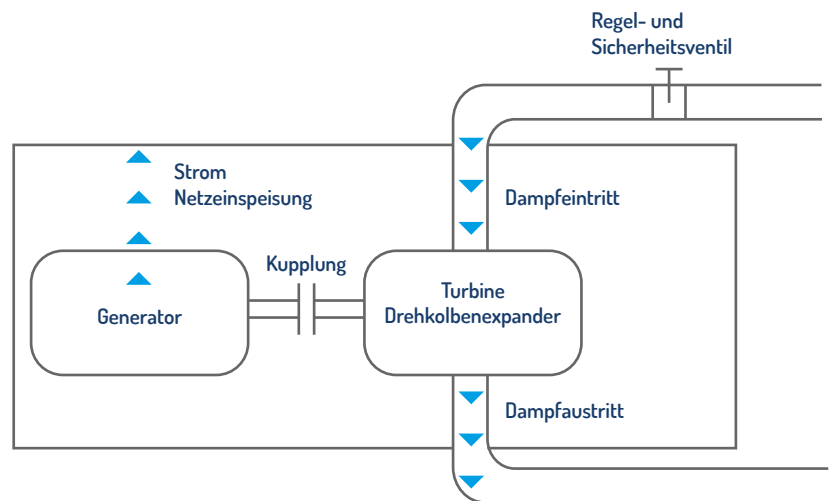 Regel- und
Sicherheitsventil
Strom
Netzeinspeisung
Dampfeintritt
Kupplung
Generator
Turbine
Drehkolbenexpander
Dampfaustritt